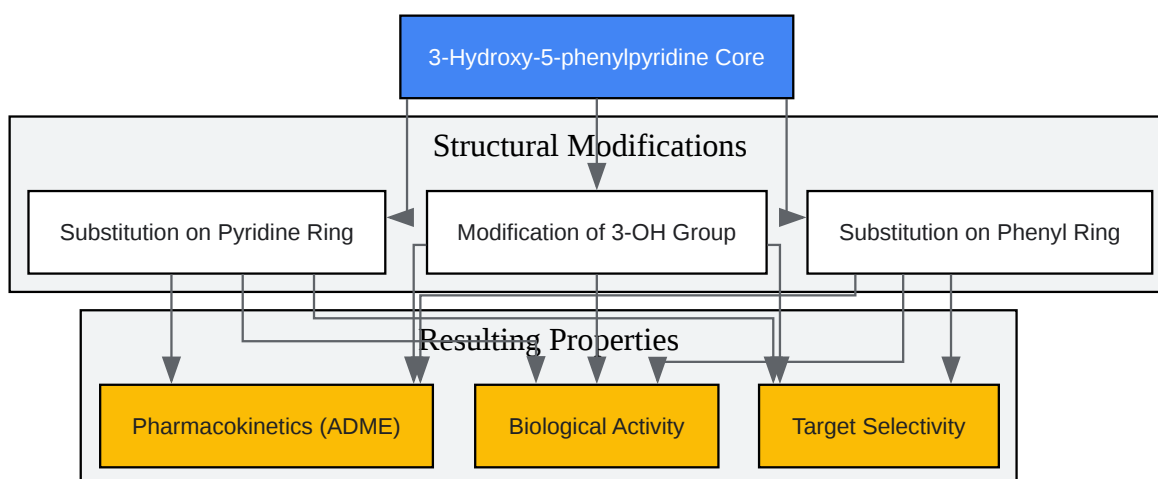 3-Hydroxy-5-phenylpyridine Core
Structural Modifications
Substitution on Pyridine Ring
Modification of 3-OH Group
Substitution on Phenyl Ring
Resulting Properties
Pharmacokinetics (ADME)
Biological Activity
Target Selectivity